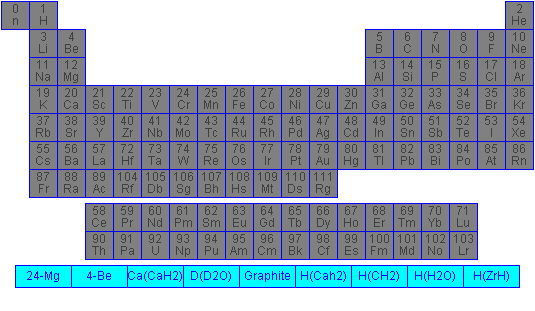 0 1 2
n H He
3 4 5 6 7 8 9 10
Li Be B C N O F Ne
11 12 13 14 15 16 17 18
Na Mg Al Si P S Cl Ar
19 20 21 22 23 24 25 26 27 28 29 30 31 32 33 34 35 36
K Ca Sc Ti V Cr Mn Fe Co Ni Cu Zn Ga Ge As Se Br Kr
37 38 39 40 41 42 43 44 45 46 47 48 49 50 51 52 53 54
Rb Sr Y Zr Nb Mo Tc Ru Rh Pd Ag Cd In Sn Sb Te I Xe
55 56 57 72 73 74 75 76 77 78 79 80 81 82 83 84 85 86
Cs Ba La Hf Ta W Re Os Ir Pt Au Hg Tl Pb Bi Po At Rn
87 88 89 104 105 106 107 108 109 110 111
Fr Ra Ac Rf Db Sg Bh Hs Mt Ds Rg
58 59 60 61 62 63 64 65 66 67 68 69 70 71
Ce Pr Nd Pm Sm Eu Gd Tb Dy Ho Er Tm Yb Lu
90 91 92 93 94 95 96 97 98 99 100 101 102 103
Th Pa U Np Pu Am Cm Bk Cf Es Fm Md No Lr
24-Mg 4-Be Ca(CaH2) D(D2O) Graphite H(Cah2) H(CH2) H(H2O) H(ZrH)